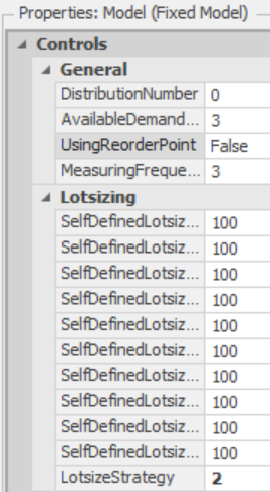 Properties: Model (Fixed Model)
Controls
General
DistributionNumber 0
AvailableDemand... 3
UsingReorderPoint False
MeasuringFreque... 3
Lotsizing
SelfDefinedLotsiz... 100
SelfDefinedLotsiz... 100
SelfDefinedLotsiz... 100
SelfDefinedLotsiz... 100
SelfDefinedLotsiz... 100
SelfDefinedLotsiz... 100
SelfDefinedLotsiz... 100
SelfDefinedLotsiz... 100
SelfDefinedLotsiz... 100
SelfDefinedLotsiz... 100
LotsizeStrategy 2